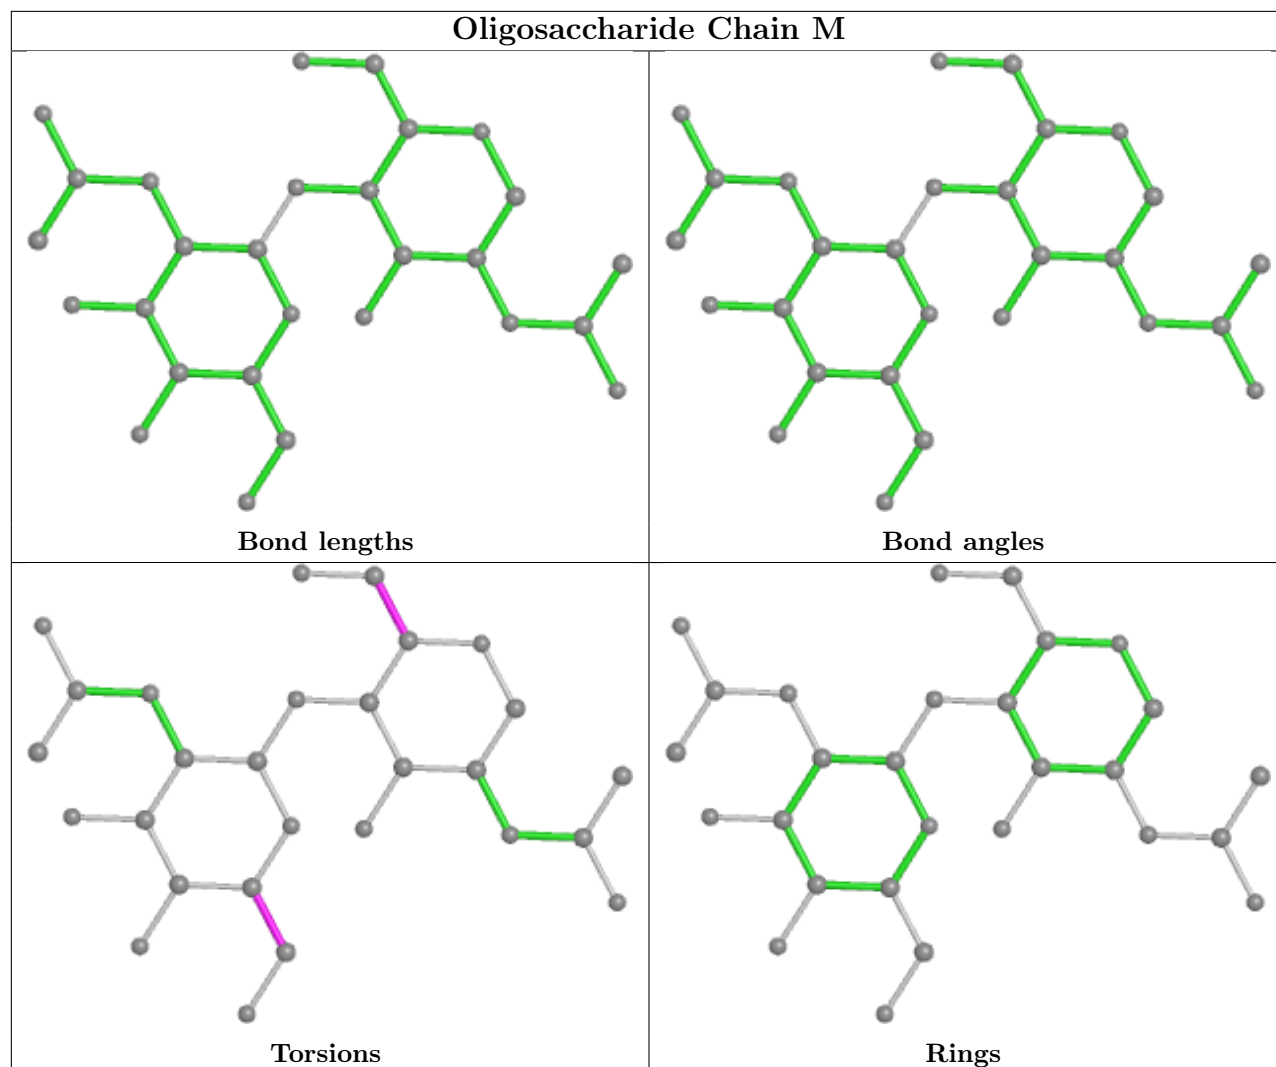 Oligosaccharide Chain M
Bond lengths
Bond angles
Torsions
Rings